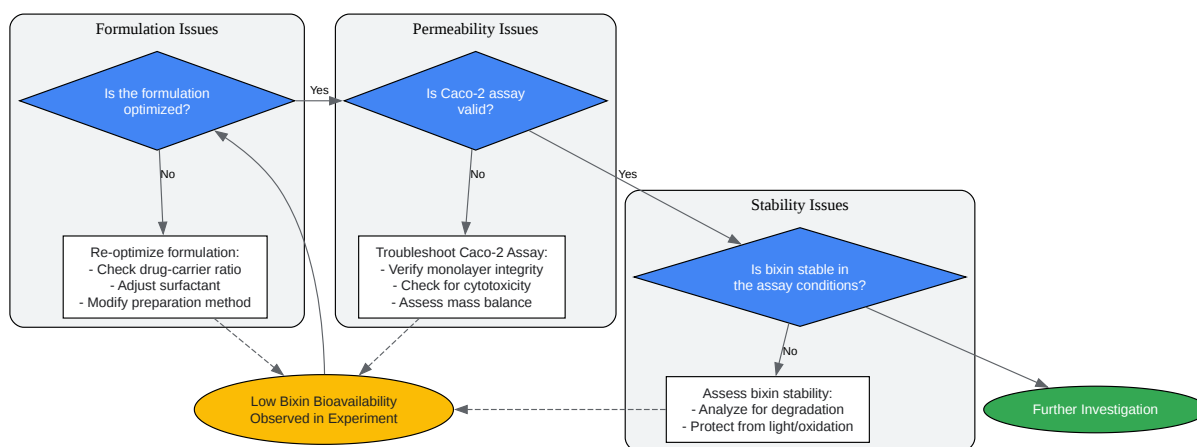 Formulation Issues
Is the formulation
optimized?
Yes
No
Re-optimize formulation:
- Check drug-carrier ratio
- Adjust surfactant
- Modify preparation method
Permeability Issues
Is Caco-2 assay
valid?
Yes
No
Troubleshoot Caco-2 Assay:
- Verify monolayer integrity
- Check for cytotoxicity
- Assess mass balance
Stability Issues
Is bixin stable in
the assay conditions?
No
Assess bixin stability:
- Analyze for degradation
- Protect from light/oxidation
Low Bixin Bioavailability
Observed in Experiment
Further Investigation